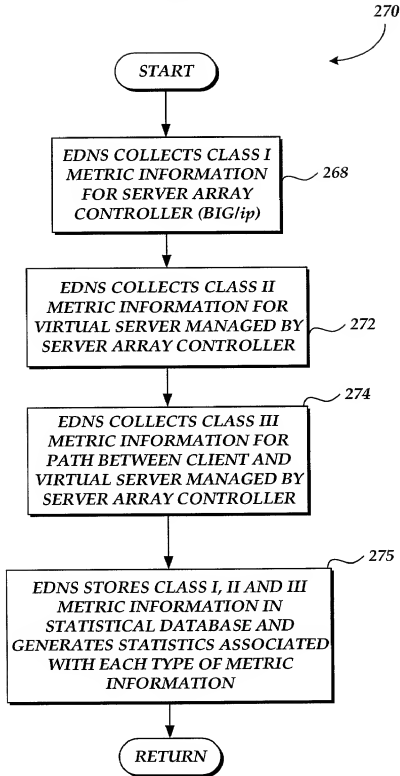 270
START
EDNS COLLECTS CLASS I
METRIC INFORMATION
FOR SERVER ARRAY
CONTROLLER (BIG/ip)
268
EDNS COLLECTS CLASS II
METRIC INFORMATION FOR
VIRTUAL SERVER MANAGED BY
SERVER ARRAY CONTROLLER
272
274
EDNS COLLECTS CLASS III
METRIC INFORMATION FOR
PATH BETWEEN CLIENT AND
VIRTUAL SERVER MANAGED BY
SERVER ARRAY CONTROLLER
275
EDNS STORES CLASS I, II AND III
METRIC INFORMATION IN
STATISTICAL DATABASE AND
GENERATES STATISTICS ASSOCIATED
WITH EACH TYPE OF METRIC
INFORMATION
RETURN